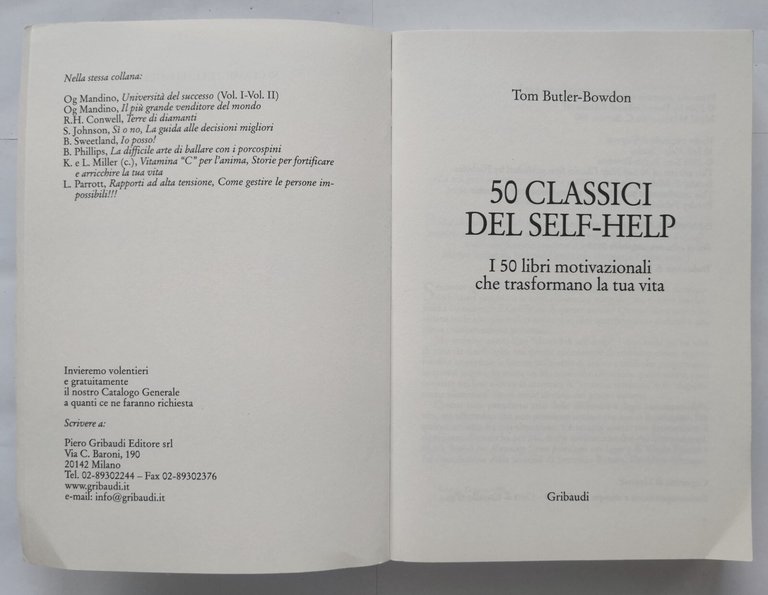 Nella stessa collana:
Og Mandino, Università del successo (Vol. I-Vol. II)
Og Mandino, Il più grande venditore del mondo
R.H. Conwell, Terre di diamanti
S. Johnson, Sì o no, La guida alle decisioni migliori
B. Sweetland, Io posso!
B. Phillips, La difficile arte di ballare con i porcospini
K. e L. Miller (c.), Vitamina "C" per l'anima, Storie per fortificare
e arricchire la tua vita
L. Parrott, Rapporti ad alta tensione, Come gestire le persone im-
possibili!!!
Invieremo volentieri
e gratuitamente
il nostro Catalogo Generale
a quanti ce ne faranno richiesta
Scrivere a:
Piero Gribaudi Editore srl
Via C. Baroni, 190
20142 Milano
Tel. 02-89302244 – Fax 02-89302376
www.gribaudi.it
e-mail: info@gribaudi.it
Tom Butler-Bowdon
50 CLASSICI
DEL SELF-HELP
I 50 libri motivazionali
che trasformano la tua vita
Gribaudi